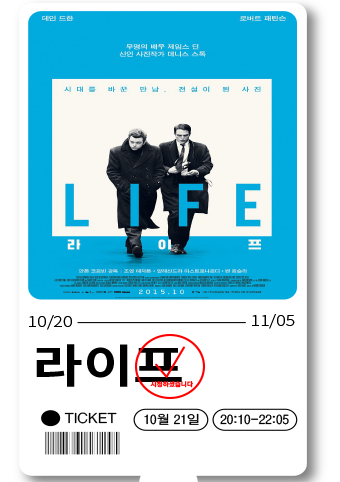 데인 드한 로버트 패틴슨
무명의 배우 제임스 딘
신인 사진작가 데니스 스톡
시대를 바꾼 만남, 전설이 된 사진
LIFE
라이프
2015.10
10/20 11/05
라이프
시청하셨습니다
TICKET 10월 21일 20:10-22:05